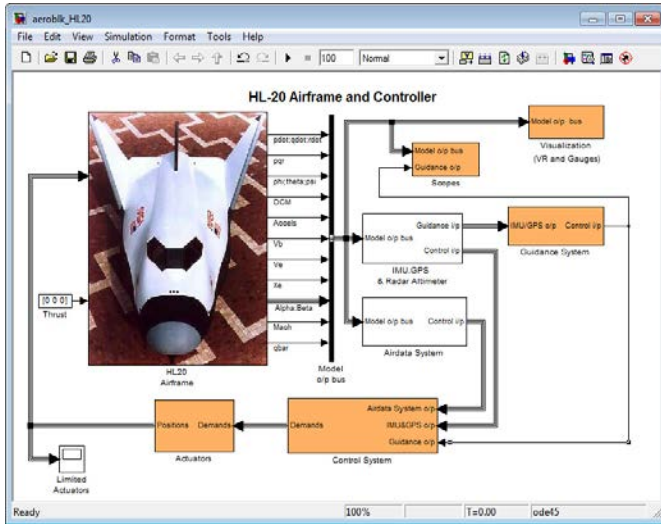 aeroblk_HL20
File Edit View Simulation Format Tools Help
100 Normal
HL-20 Airframe and Controller
pdot;qdot;rdot
pqr
phi;theta;psi
DCM
Accels
Vb
Ve
Xe
Alpha;Beta
Mach
qbar
Model
o/p bus
HL20
Airframe
[0 0 0]
Thrust
Model o/p bus
Visualization
(VR and Gauges)
Model o/p bus
Guidance o/p
Scopes
Model o/p bus
Guidance i/p
Control i/p
IMU,GPS
& Radar Altimeter
IMU/GPS o/p Control i/p
Guidance System
Model o/p bus Control i/p
Airdata System
Airdata System o/p
IMU&GPS o/p
Guidance o/p
Demands
Control System
Positions Demands
Actuators
Limited
Actuators
Ready 100% T=0.00 ode45